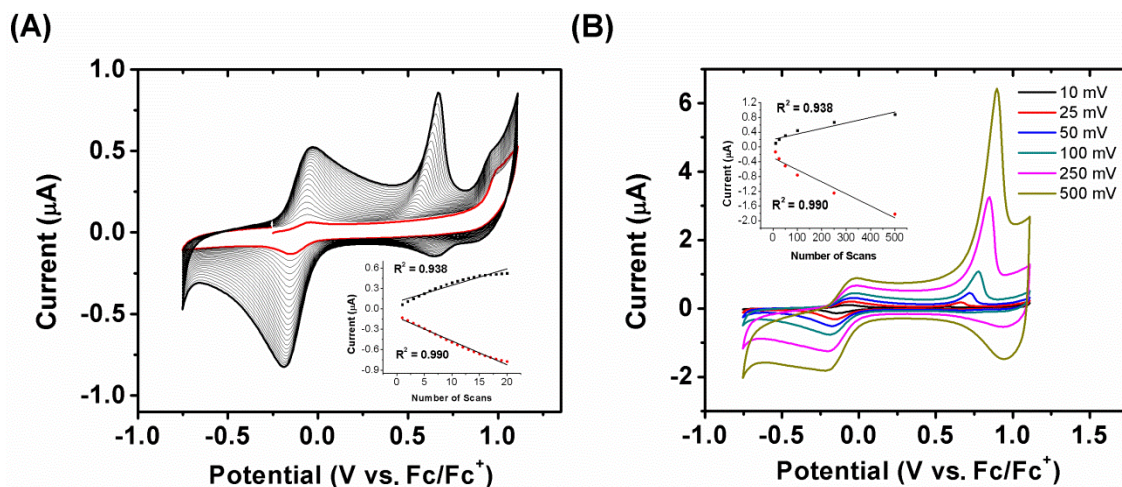 (A)
1.0
0.5
0.0
-0.5
-1.0
Current (µA)
-1.0 -0.5 0.0 0.5 1.0
Potential (V vs. Fc/Fc⁺)
R² = 0.938
R² = 0.990
0.6
0.3
0.0
-0.3
-0.6
-0.9
Current (µA)
0 5 10 15 20
Number of Scans
(B)
6
4
2
0
-2
Current (µA)
-1.0 -0.5 0.0 0.5 1.0 1.5
Potential (V vs. Fc/Fc⁺)
R² = 0.938
R² = 0.990
1.2
0.8
0.4
0.0
-0.4
-0.8
-1.2
-1.6
-2.0
Current (µA)
0 100 200 300 400 500
Number of Scans
10 mV
25 mV
50 mV
100 mV
250 mV
500 mV